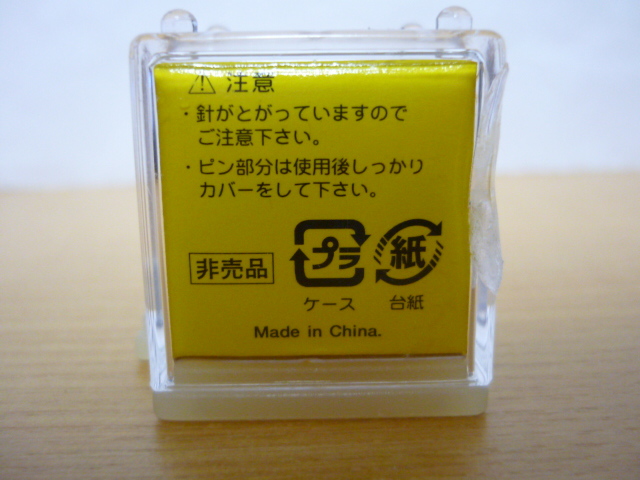 ⚠ 注意
・針がとがっていますので
ご注意下さい。
・ピン部分は使用後しっかり
カバーをして下さい。
非売品
プラ
紙
ケース
台紙
Made in China.